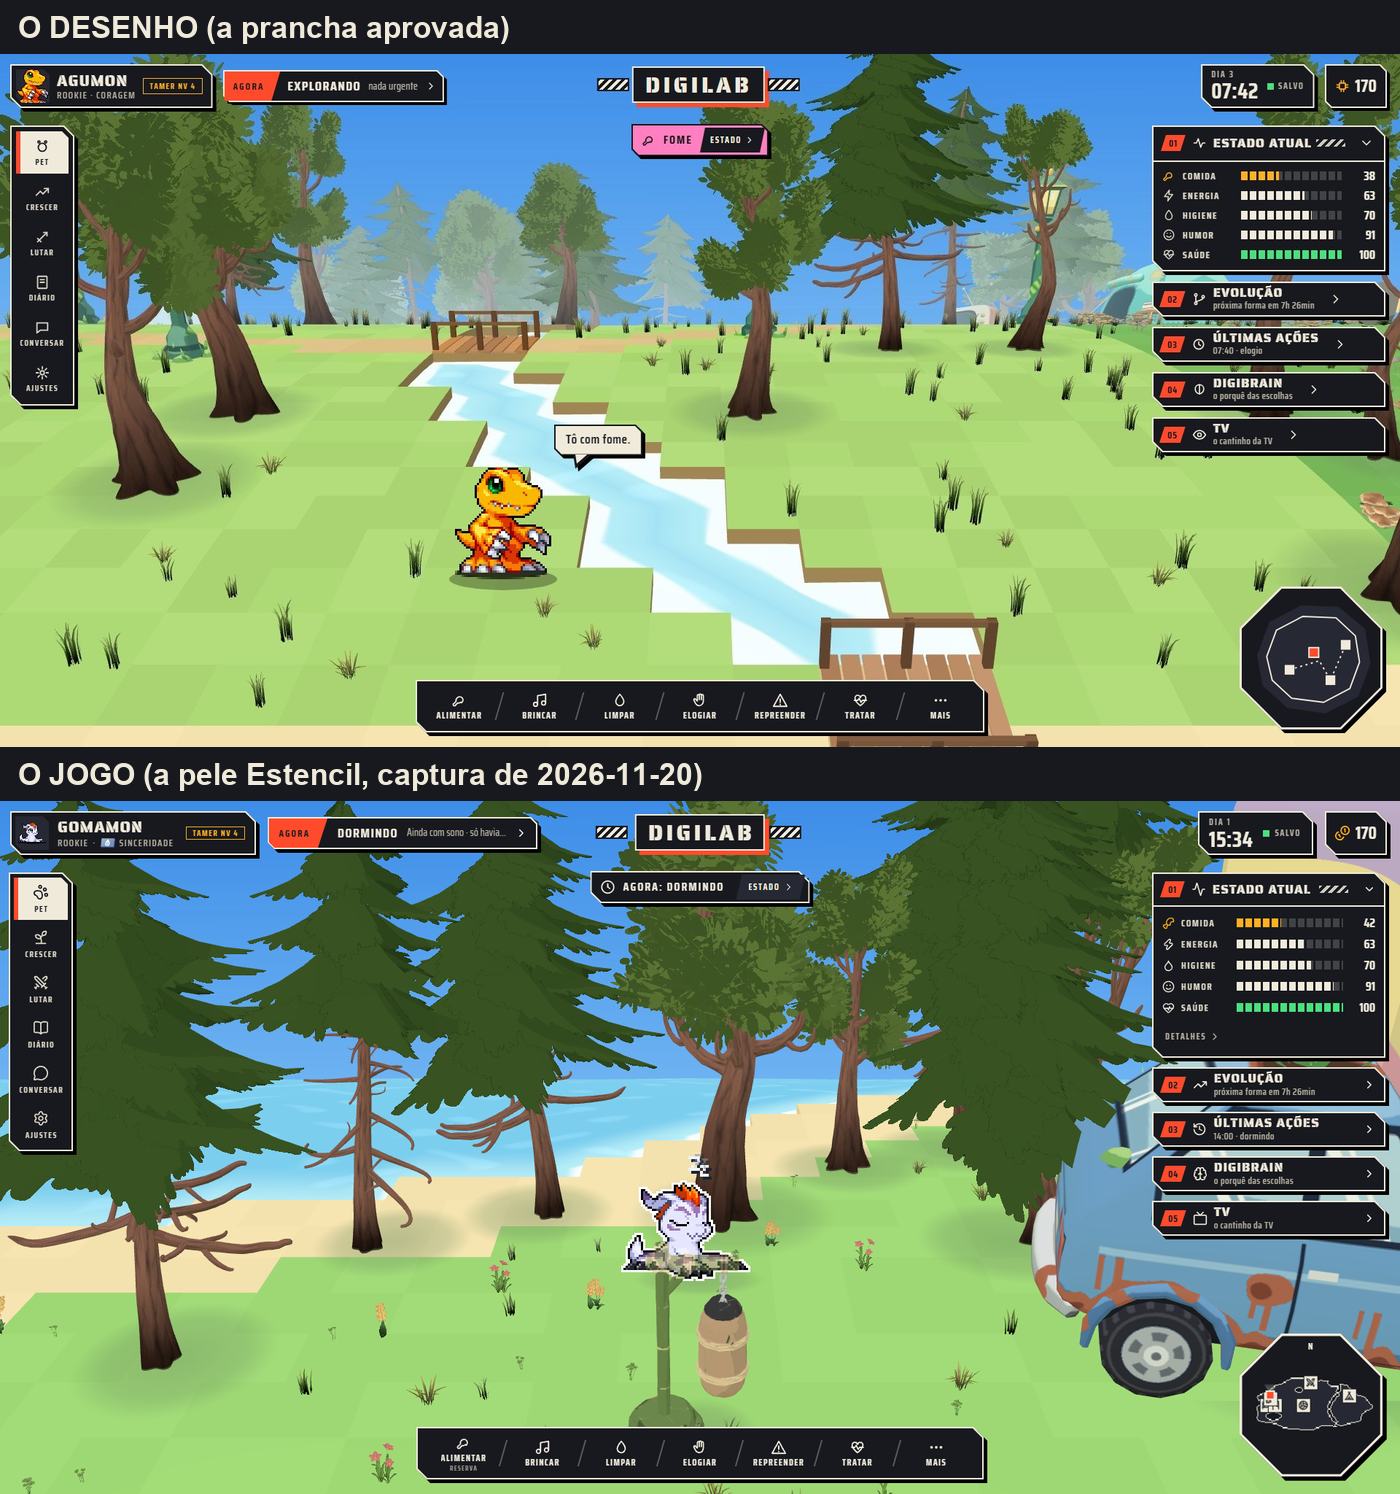 O DESENHO (a prancha aprovada)
AGUMON
ROOKIE · CORAGEM
TAMER NV 4
AGORA
EXPLORANDO nada urgente
DIGILAB
FOME
ESTADO
DIA 3
07:42
SALVO
170
PET
CRESCER
LUTAR
DIÁRIO
CONVERSAR
AJUSTES
01 ESTADO ATUAL
COMIDA 38
ENERGIA 63
HIGIENE 70
HUMOR 91
SAÚDE 100
02 EVOLUÇÃO
próxima forma em 7h 26min
03 ÚLTIMAS AÇÕES
07:40 · elogio
04 DIGIBRAIN
o porquê das escolhas
05 TV
o cantinho da TV
Tô com fome.
ALIMENTAR
BRINCAR
LIMPAR
ELOGIAR
REPREENDER
TRATAR
MAIS
O JOGO (a pele Estencil, captura de 2026-11-20)
GOMAMON
ROOKIE · SINCERIDADE
TAMER NV 4
AGORA
DORMINDO Ainda com sono · só havia...
DIGILAB
AGORA: DORMINDO
ESTADO
DIA 1
15:34
SALVO
170
PET
CRESCER
LUTAR
DIÁRIO
CONVERSAR
AJUSTES
01 ESTADO ATUAL
COMIDA 42
ENERGIA 63
HIGIENE 70
HUMOR 91
SAÚDE 100
DETALHES
02 EVOLUÇÃO
próxima forma em 7h 26min
03 ÚLTIMAS AÇÕES
14:00 · dormindo
04 DIGIBRAIN
o porquê das escolhas
05 TV
o cantinho da TV
N
ALIMENTAR
RESERVA
BRINCAR
LIMPAR
ELOGIAR
REPREENDER
TRATAR
MAIS